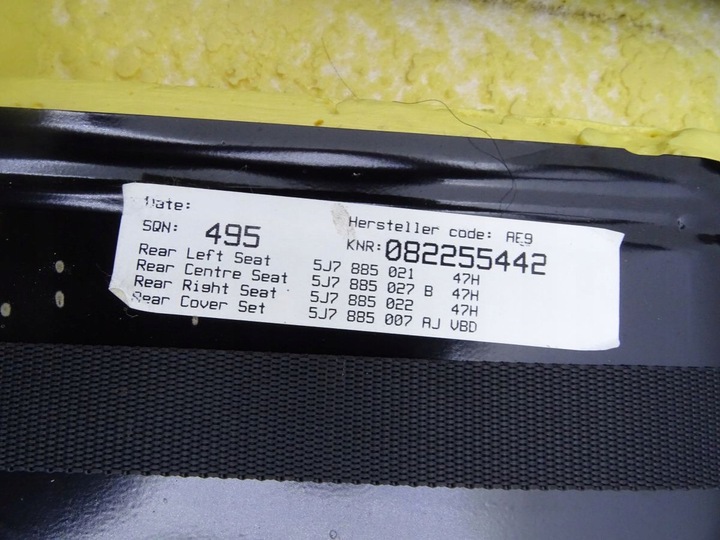 Date:
Hersteller code: AE9
SQN: 495 KNR: 082255442
Rear Left Seat 5J7 885 021 47H
Rear Centre Seat 5J7 885 027 B 47H
Rear Right Seat 5J7 885 022 47H
Rear Cover Set 5J7 885 007 AJ VBD